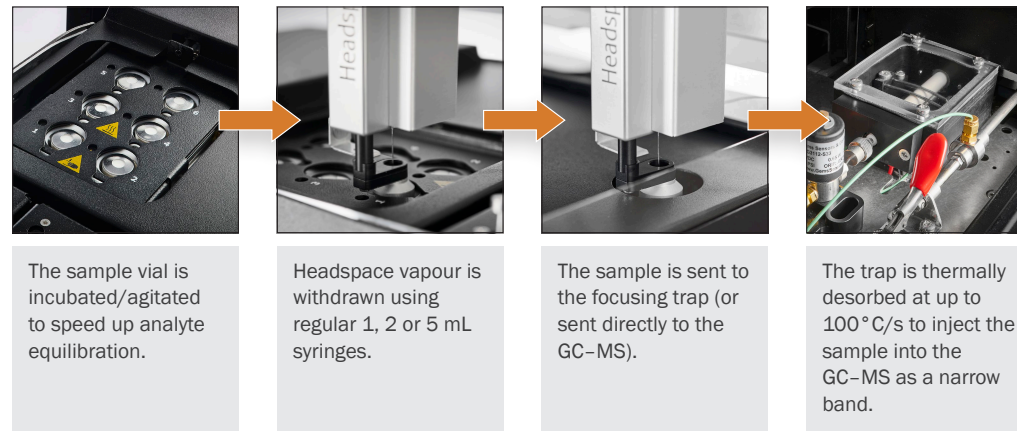 Headspace
Heads
The sample vial is
incubated/agitated
to speed up analyte
equilibration.
Headspace vapour is
withdrawn using
regular 1, 2 or 5 mL
syringes.
The sample is sent to
the focusing trap (or
sent directly to the
GC–MS).
The trap is thermally
desorbed at up to
100°C/s to inject the
sample into the
GC–MS as a narrow
band.